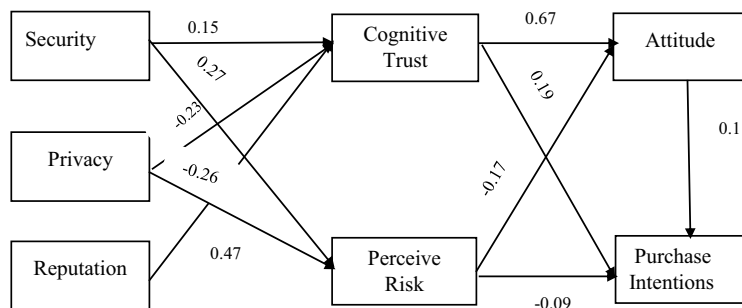 0.15
0.67
Security
Cognitive
Trust
Attitude
0.27
0.19
-0.23
0.1
Privacy
-0.26
-0.17
0.47
Reputation
Perceive
Risk
Purchase
Intentions
-0.09